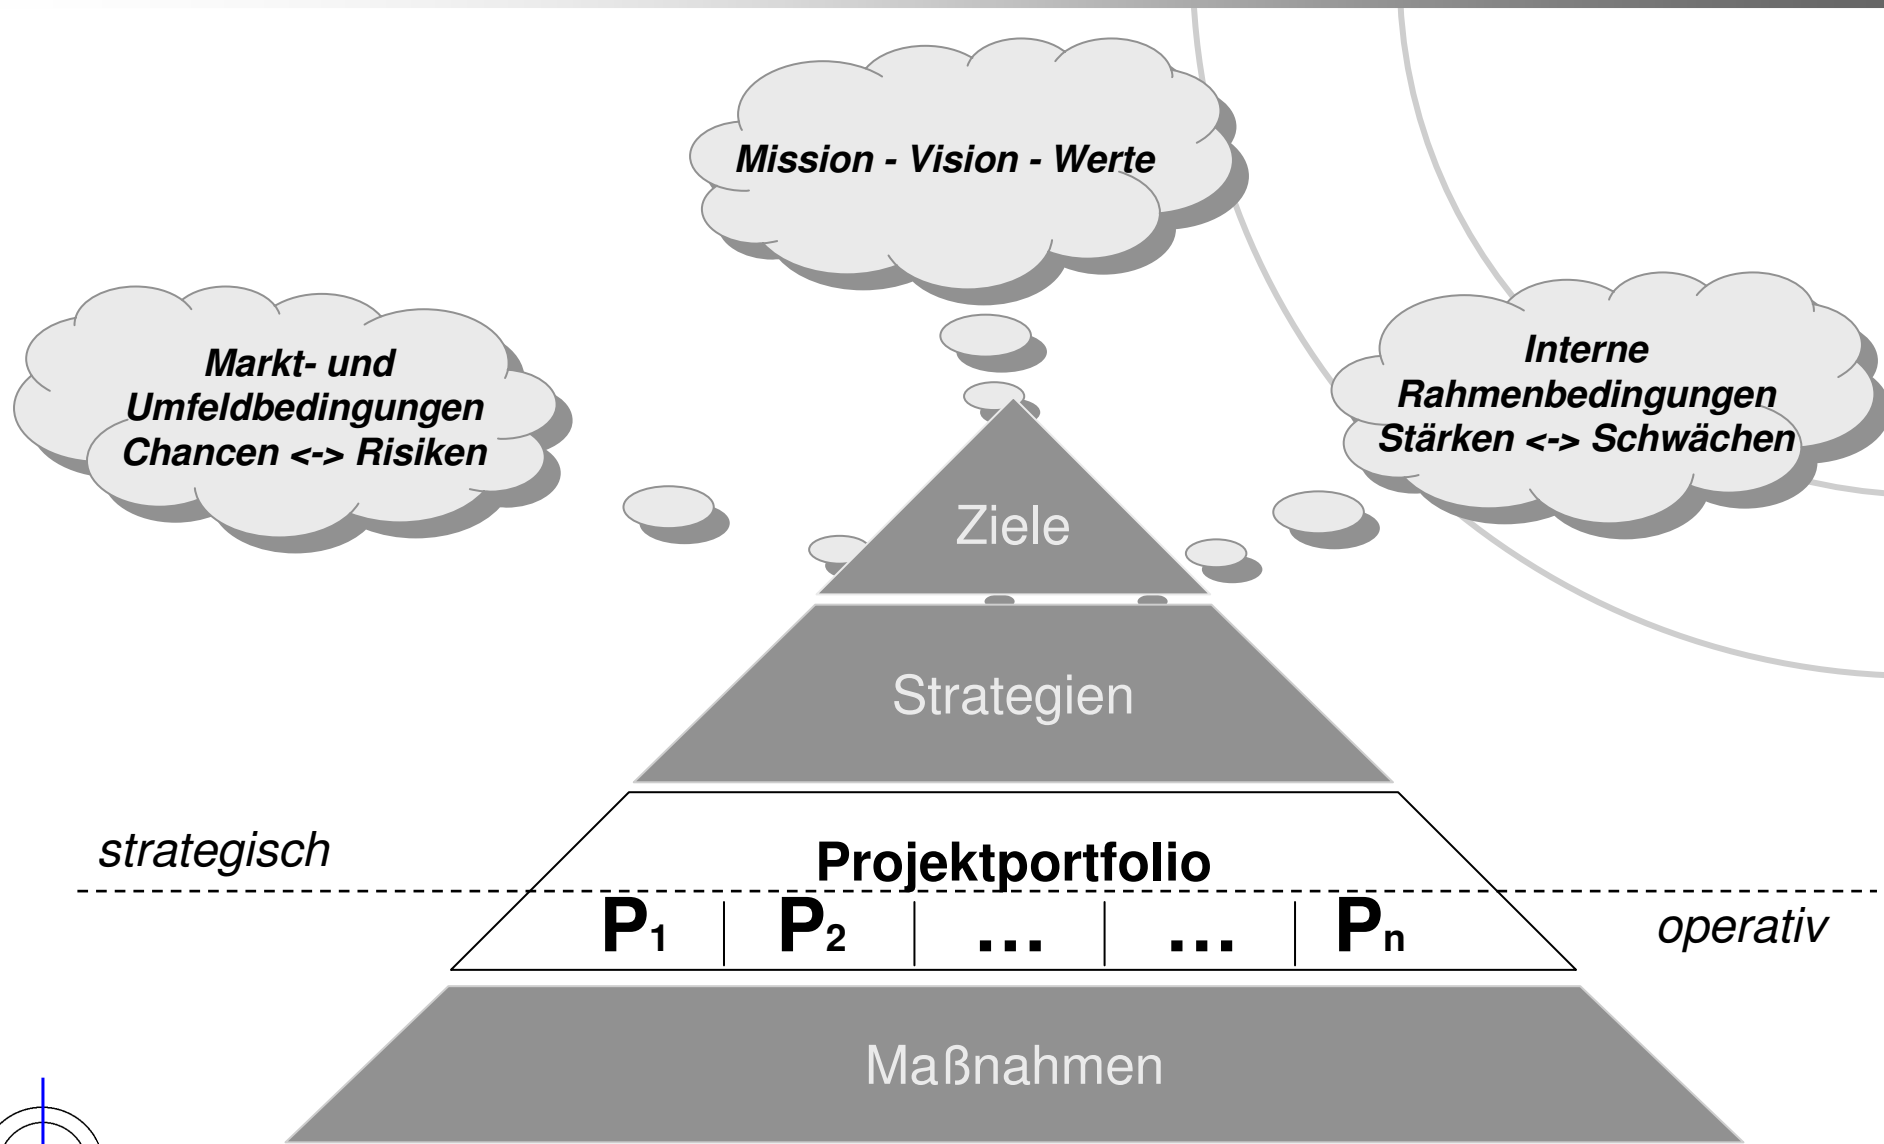 Mission - Vision - Werte
Markt- und
Umfeldbedingungen
Chancen <-> Risiken
Interne
Rahmenbedingungen
Stärken <-> Schwächen
Ziele
Strategien
strategisch
Projektportfolio
P1 P2 ... ... Pn
operativ
Maßnahmen